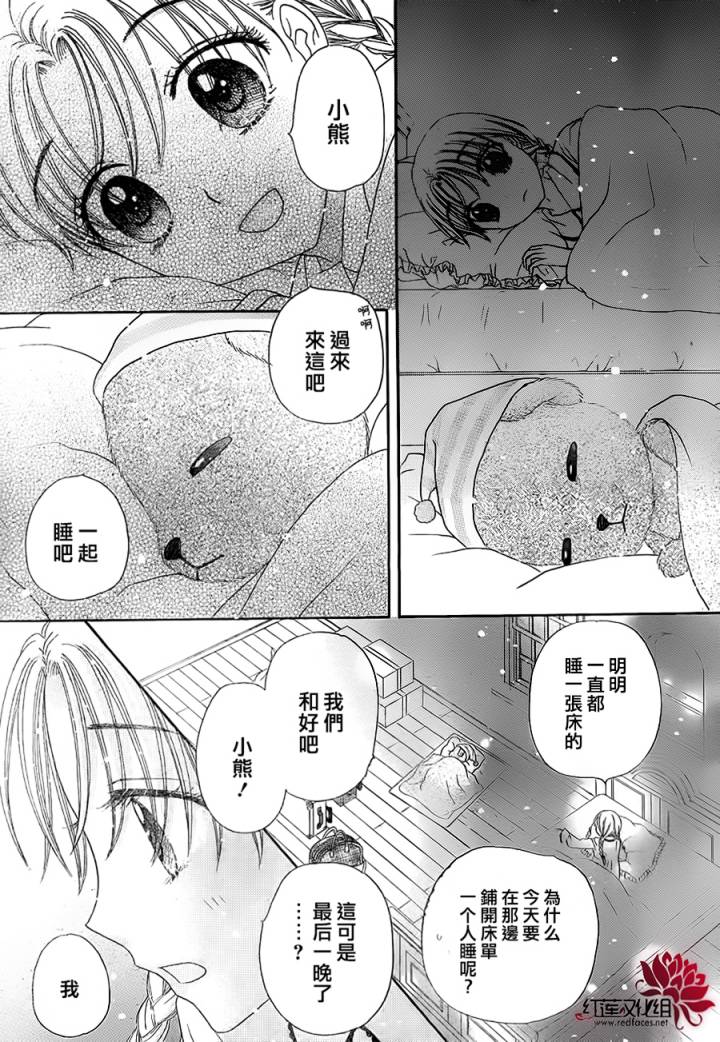 小熊
啊
啊
過來
來這吧
一起
睡吧
明明
一直都
睡一張床的
為什么
今天要
在那邊
鋪開床單
一个人睡呢？
我們
和好吧
小熊！
這可是
最后一晚了
……？
我
红莲汉化组
www.redfaces.net